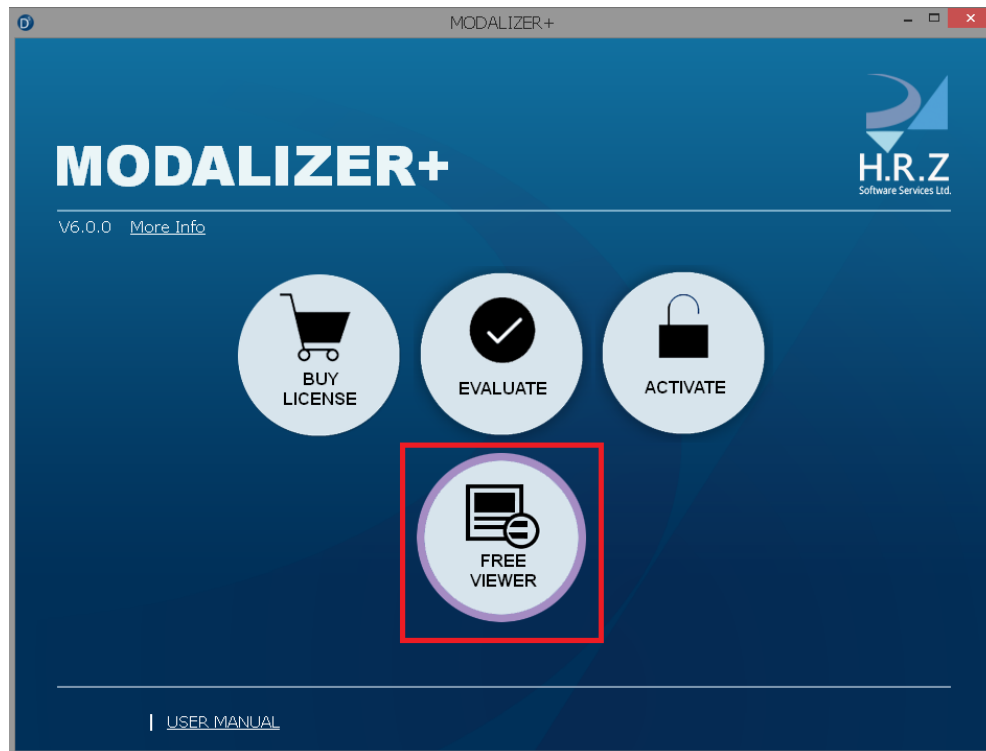 MODALIZER+
MODALIZER+
H.R.Z
Software Services Ltd.
V6.0.0 More Info
BUY
LICENSE
EVALUATE
ACTIVATE
FREE
VIEWER
| USER MANUAL